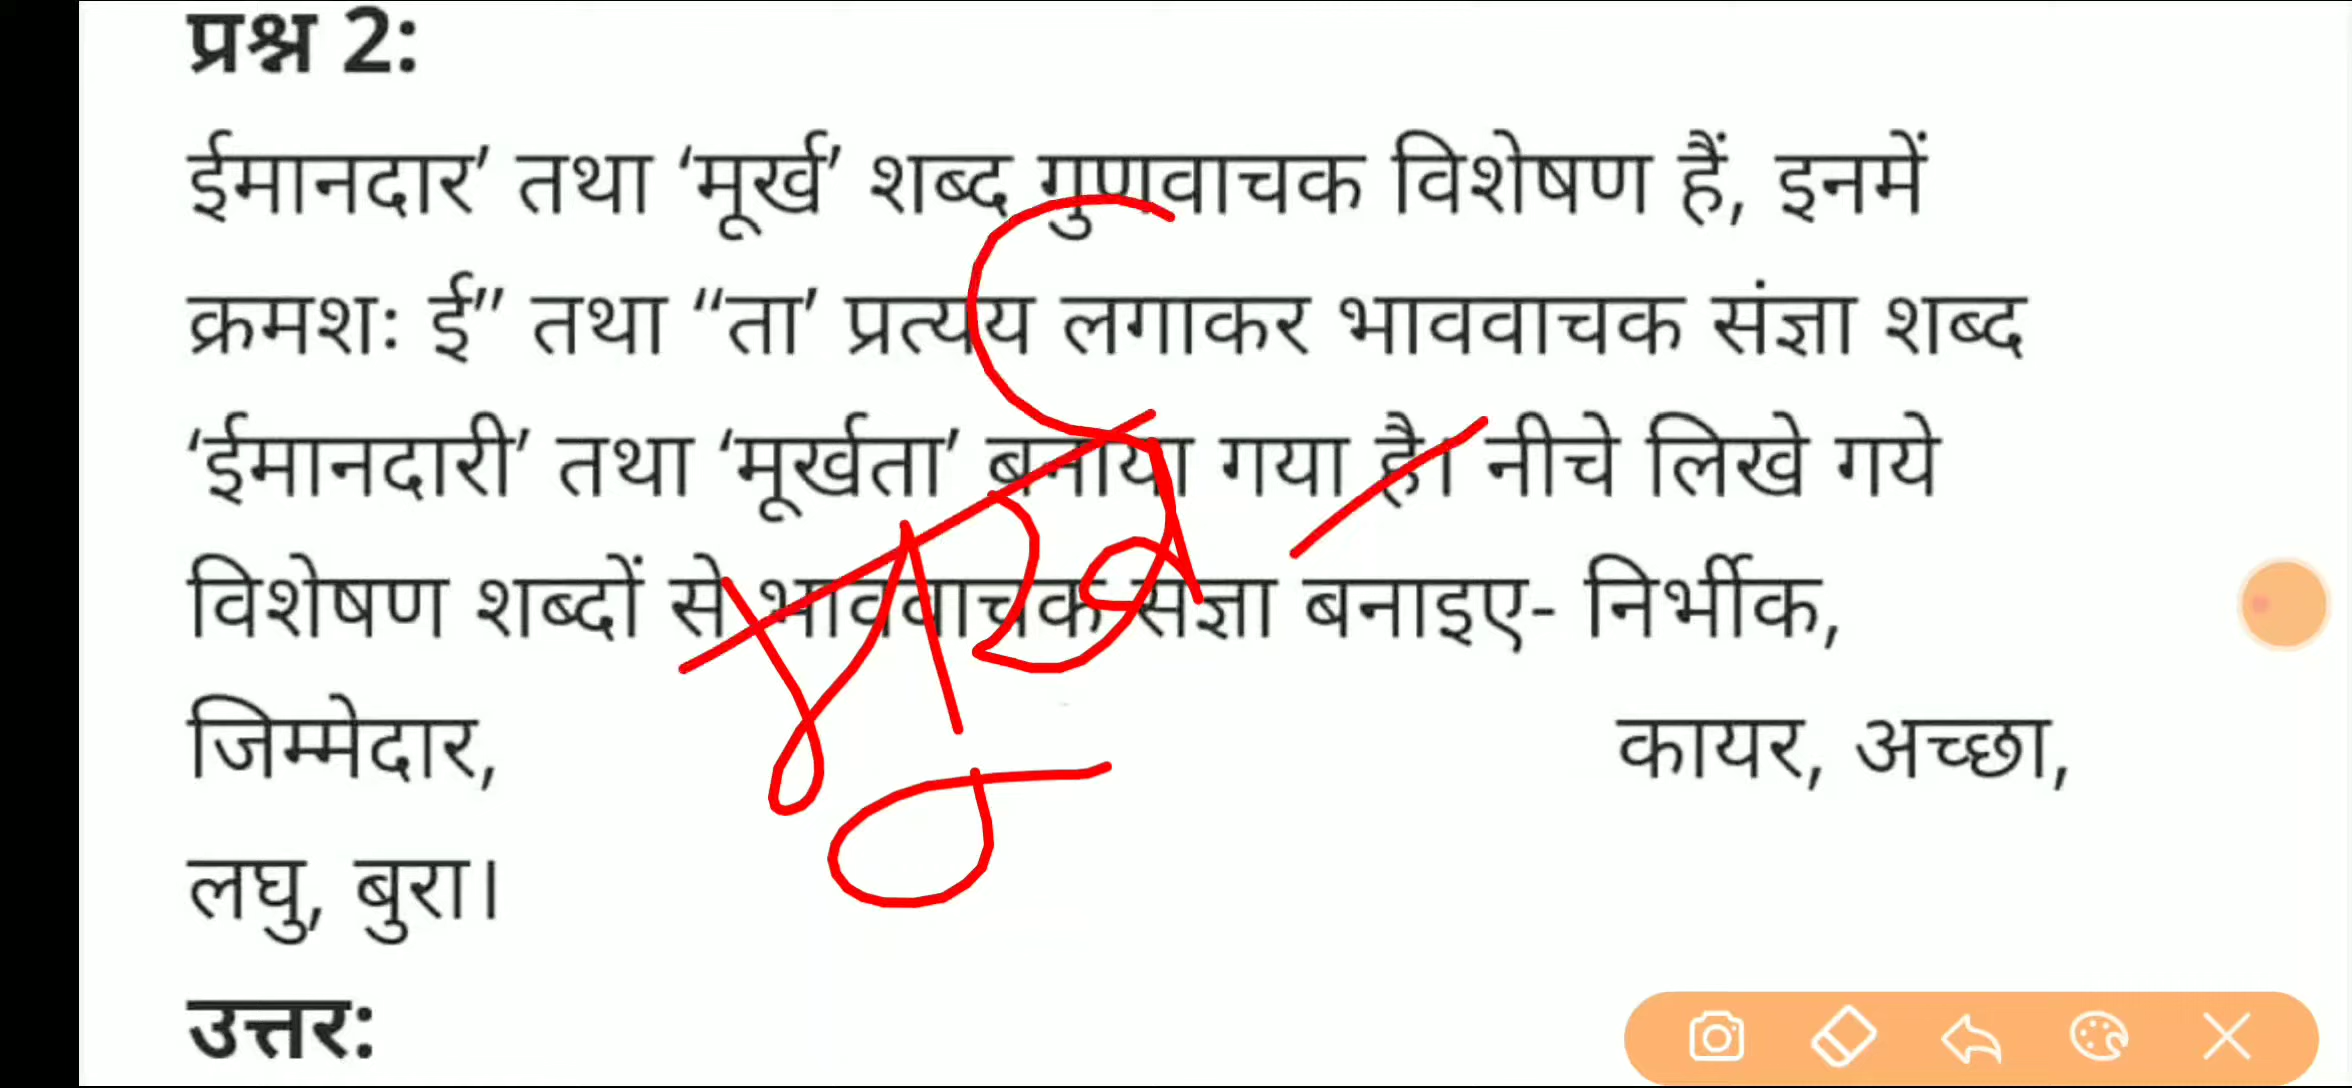 प्रश्न 2:
ईमानदार’ तथा ‘मूर्ख’ शब्द गुणवाचक विशेषण हैं, इनमें
क्रमशः ई” तथा “ता’ प्रत्यय लगाकर भाववाचक संज्ञा शब्द
‘ईमानदारी’ तथा ‘मूर्खता’ बनाया गया है। नीचे लिखे गये
विशेषण शब्दों से भाववाचक संज्ञा बनाइए- निर्भीक,
जिम्मेदार, कायर, अच्छा,
लघु, बुरा।
उत्तर: